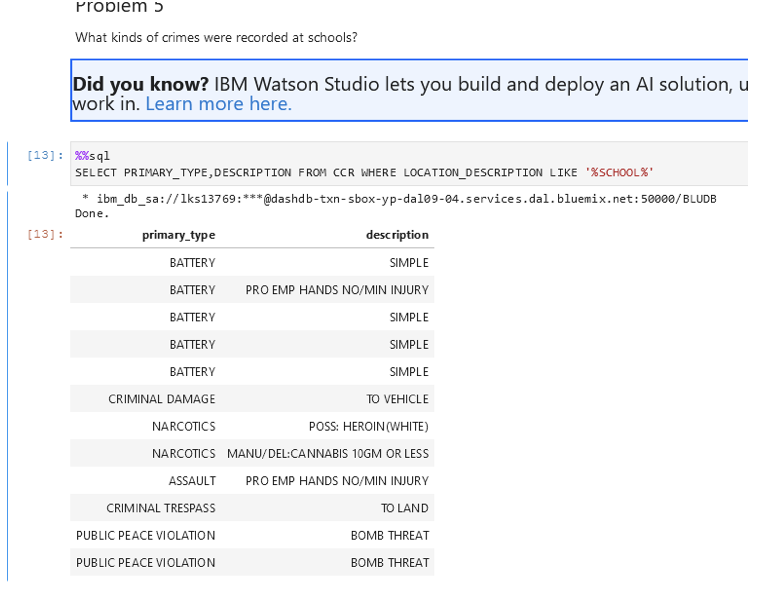 Problem 5
What kinds of crimes were recorded at schools?
Did you know? IBM Watson Studio lets you build and deploy an AI solution, u
work in. Learn more here.
[13]: %%sql
SELECT PRIMARY_TYPE,DESCRIPTION FROM CCR WHERE LOCATION_DESCRIPTION LIKE '%SCHOOL%'
* ibm_db_sa://lks13769:***@dashdb-txn-sbox-yp-dal09-04.services.dal.bluemix.net:50000/BLUDB
Done.
[13]: primary_type description
BATTERY SIMPLE
BATTERY PRO EMP HANDS NO/MIN INJURY
BATTERY SIMPLE
BATTERY SIMPLE
BATTERY SIMPLE
CRIMINAL DAMAGE TO VEHICLE
NARCOTICS POSS: HEROIN(WHITE)
NARCOTICS MANU/DEL:CANNABIS 10GM OR LESS
ASSAULT PRO EMP HANDS NO/MIN INJURY
CRIMINAL TRESPASS TO LAND
PUBLIC PEACE VIOLATION BOMB THREAT
PUBLIC PEACE VIOLATION BOMB THREAT